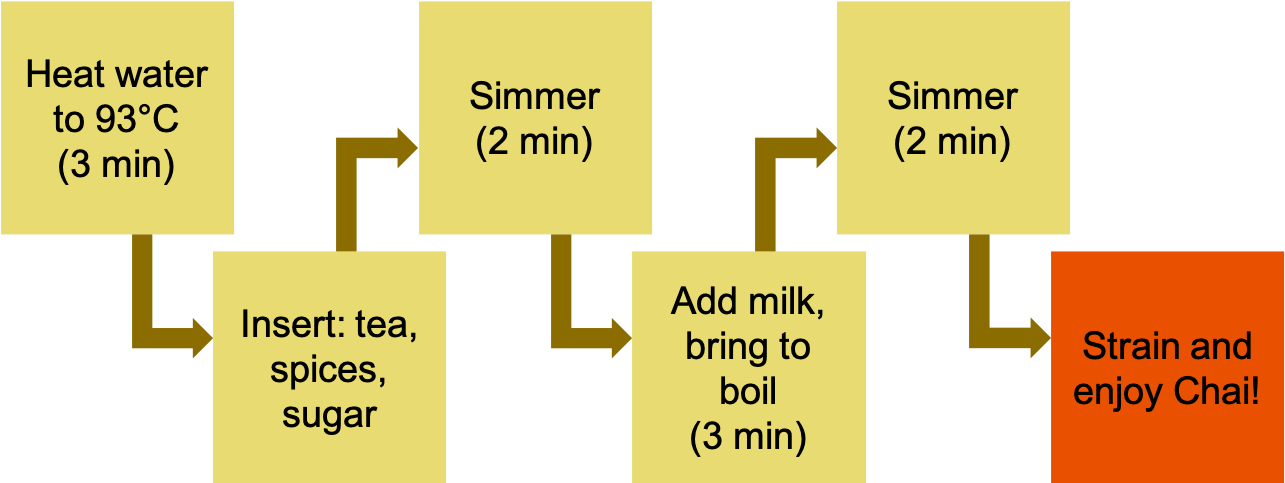 Heat water
to 93°C
(3 min)
Insert: tea,
spices,
sugar
Simmer
(2 min)
Add milk,
bring to
boil
(3 min)
Simmer
(2 min)
Strain and
enjoy Chai!